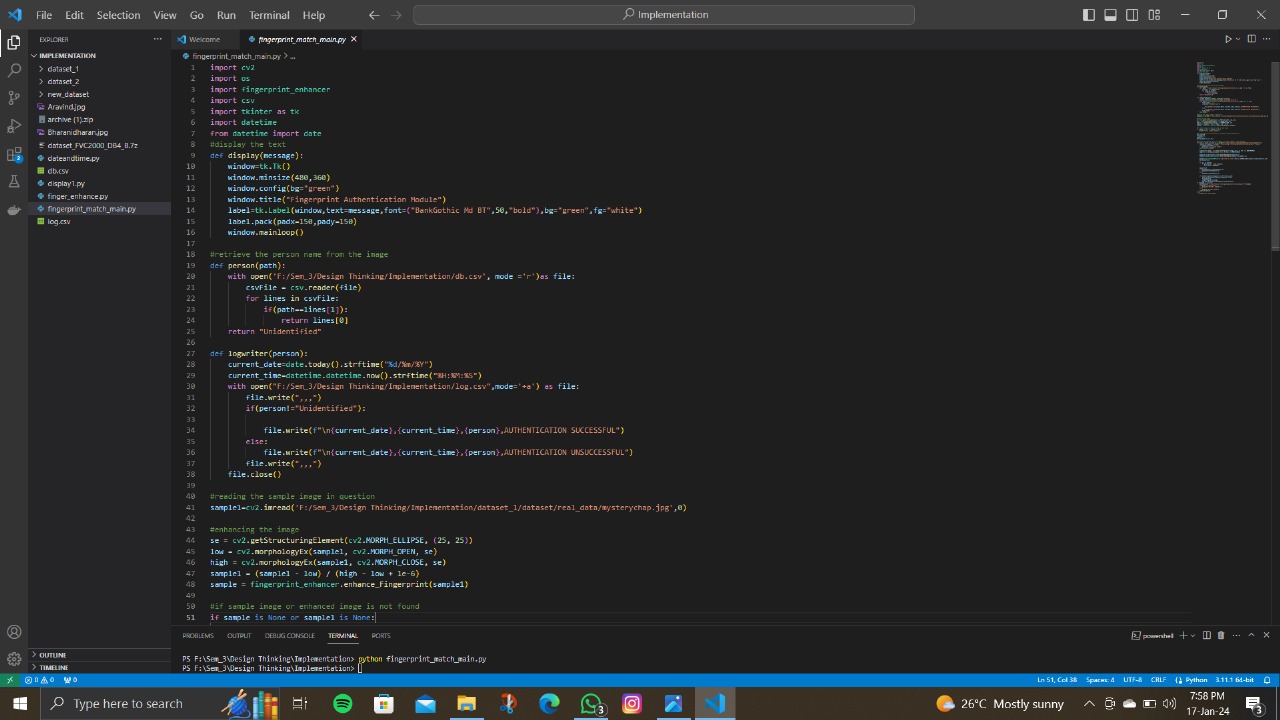 File Edit Selection View Go Run Terminal Help
Implementation
EXPLORER
IMPLEMENTATION
dataset_1
dataset_2
new_dataset
Aravind.jpg
archive (1).zip
Bharanidharan.jpg
dataset_FVC2000_DB4_B.7z
dateandtime.py
db.csv
display1.py
finger_enhance.py
fingerprint_match_main.py
log.csv
OUTLINE
TIMELINE
Welcome
fingerprint_match_main.py
fingerprint_match_main.py > ...
1 import cv2
2 import os
3 import fingerprint_enhancer
4 import csv
5 import tkinter as tk
6 import datetime
7 from datetime import date
8 #display the text
9 def display(message):
10 window=tk.Tk()
11 window.minsize(480,360)
12 window.config(bg="green")
13 window.title("Fingerprint Authentication Module")
14 label=tk.Label(window,text=message,font=("BankGothic Md BT",50,"bold"),bg="green",fg="white")
15 label.pack(padx=150,pady=150)
16 window.mainloop()
17
18 #retrieve the person name from the image
19 def person(path):
20 with open('F:/Sem_3/Design Thinking/Implementation/db.csv', mode ='r')as file:
21 csvFile = csv.reader(file)
22 for lines in csvFile:
23 if(path==lines[1]):
24 return lines[0]
25 return "Unidentified"
26
27 def logwriter(person):
28 current_date=date.today().strftime("%d/%m/%Y")
29 current_time=datetime.datetime.now().strftime("%H:%M:%S")
30 with open("F:/Sem_3/Design Thinking/Implementation/log.csv",mode='+a') as file:
31 file.write(",,,")
32 if(person!="Unidentified"):
33
34 file.write(f"\n{current_date},{current_time},{person},AUTHENTICATION SUCCESSFUL")
35 else:
36 file.write(f"\n{current_date},{current_time},{person},AUTHENTICATION UNSUCCESSFUL")
37 file.write(",,,")
38 file.close()
39
40 #reading the sample image in question
41 sample1=cv2.imread('F:/Sem_3/Design Thinking/Implementation/dataset_1/dataset/real_data/mysterychap.jpg',0)
42
43 #enhancing the image
44 se = cv2.getStructuringElement(cv2.MORPH_ELLIPSE, (25, 25))
45 low = cv2.morphologyEx(sample1, cv2.MORPH_OPEN, se)
46 high = cv2.morphologyEx(sample1, cv2.MORPH_CLOSE, se)
47 sample1 = (sample1 - low) / (high - low + 1e-6)
48 sample = fingerprint_enhancer.enhance_Fingerprint(sample1)
49
50 #if sample image or enhanced image is not found
51 if sample is None or sample1 is None:
PROBLEMS OUTPUT DEBUG CONSOLE TERMINAL PORTS
powershell
PS F:\Sem_3\Design Thinking\Implementation> python fingerprint_match_main.py
PS F:\Sem_3\Design Thinking\Implementation>
0 0 0
Ln 51, Col 38 Spaces: 4 UTF-8 CRLF Python 3.11.1 64-bit
Type here to search
3
26°C Mostly sunny
7:58 PM
17-Jan-24
3